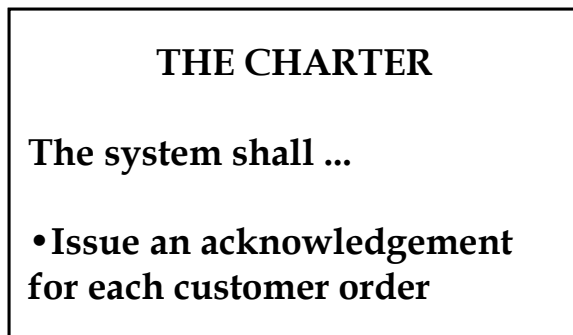 THE CHARTER
The system shall ...
•Issue an acknowledgement
for each customer order